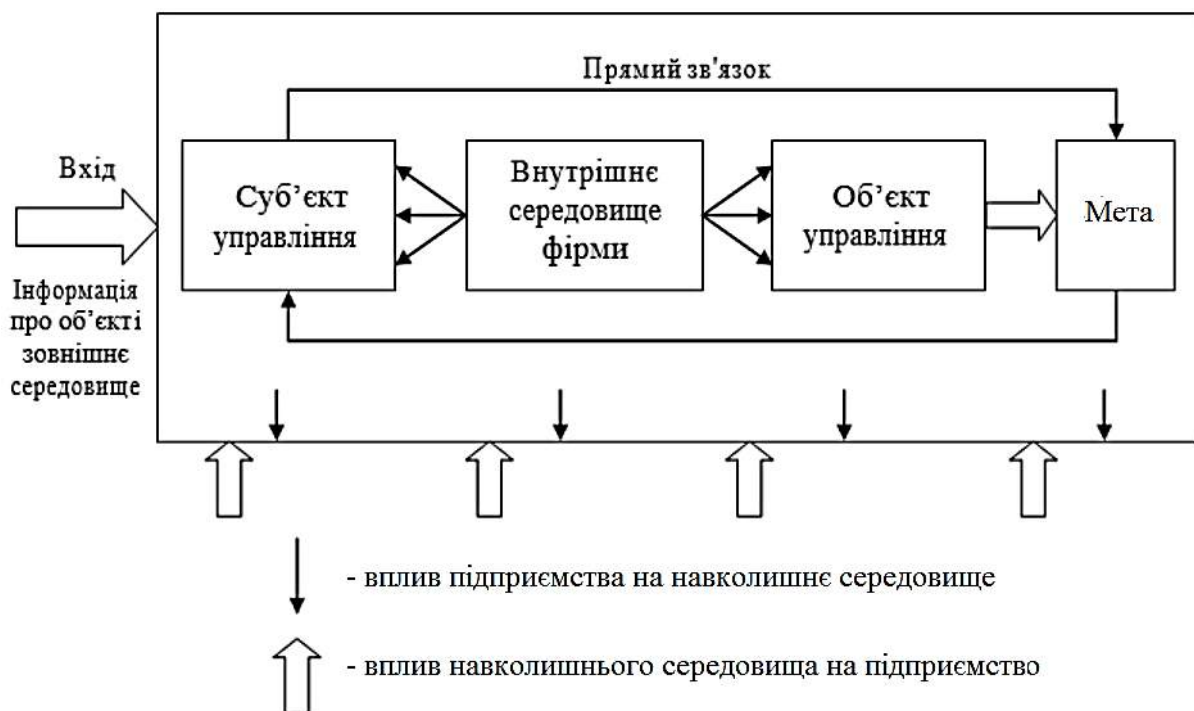 Прямий зв'язок
Вхід
Інформація
про об’єкті
зовнішнє
середовище
Суб’єкт
управління
Внутрішнє
середовище
фірми
Об’єкт
управління
Мета
- вплив підприємства на навколишнє середовище
- вплив навколишнього середовища на підприємство